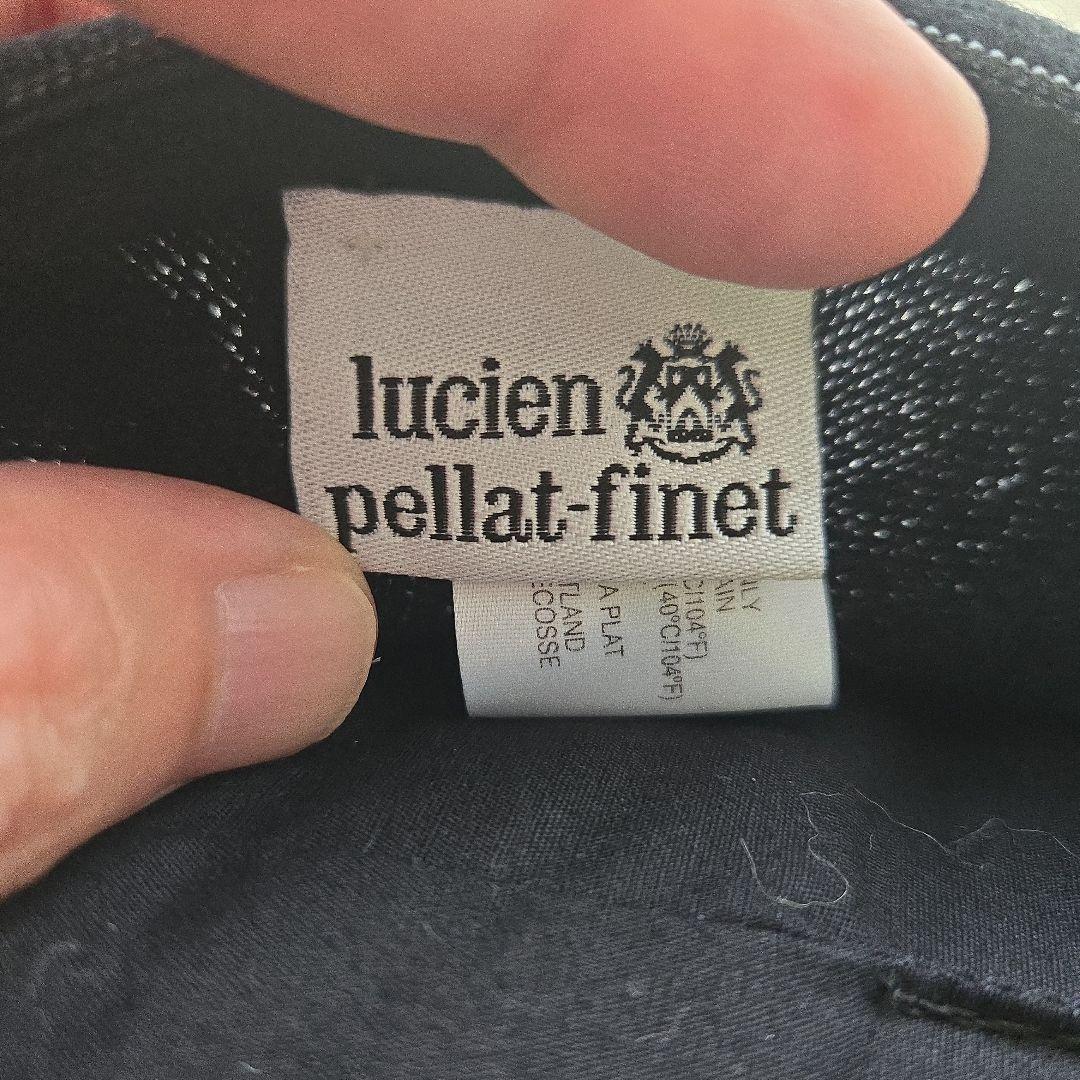 lucien
pellat-finet
ILY
AIN
C/104°F)
(40°C/104°F)
A PLAT
TLAND
ECOSSE